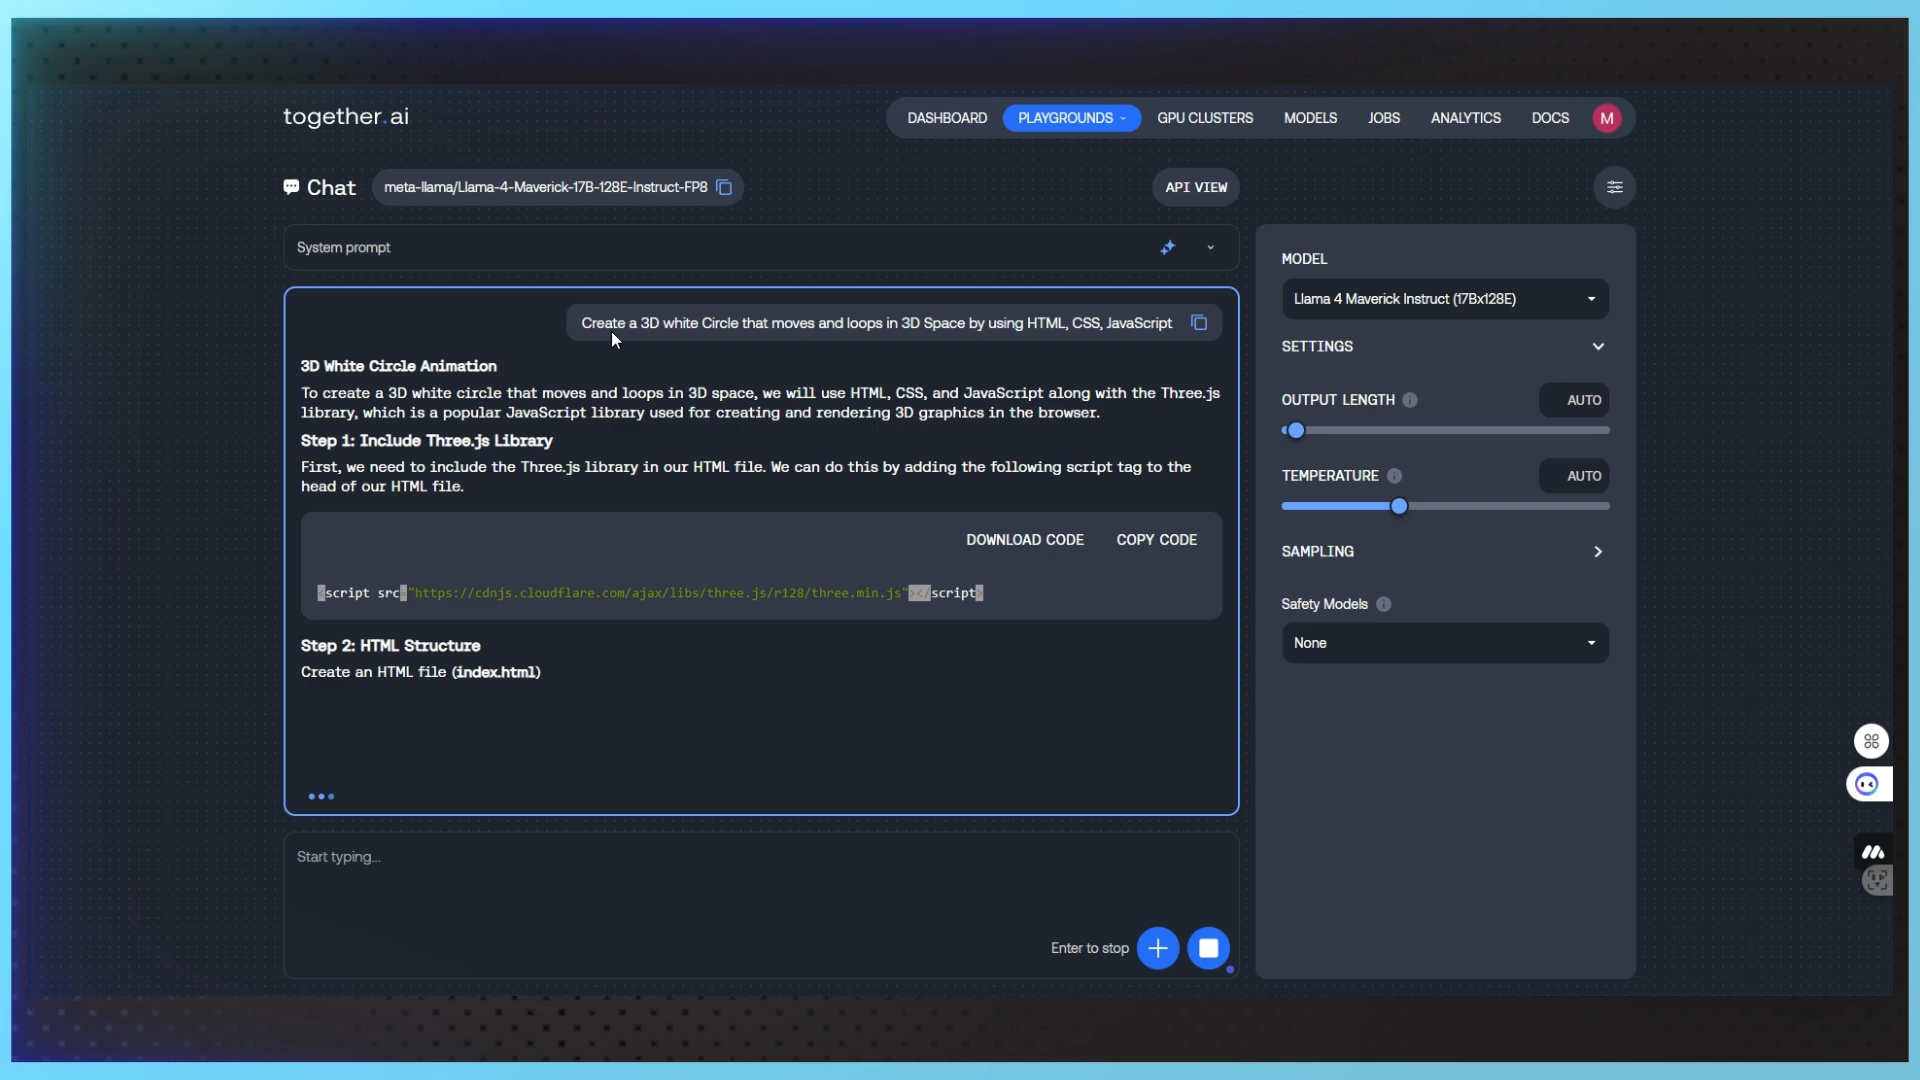 together.ai
DASHBOARD
PLAYGROUNDS
GPU CLUSTERS
MODELS
JOBS
ANALYTICS
DOCS
M
Chat
meta-llama/Llama-4-Maverick-17B-128E-Instruct-FP8
API VIEW
System prompt
Create a 3D white Circle that moves and loops in 3D Space by using HTML, CSS, JavaScript
3D White Circle Animation
To create a 3D white circle that moves and loops in 3D space, we will use HTML, CSS, and JavaScript along with the Three.js
library, which is a popular JavaScript library used for creating and rendering 3D graphics in the browser.
Step 1: Include Three.js Library
First, we need to include the Three.js library in our HTML file. We can do this by adding the following script tag to the
head of our HTML file.
DOWNLOAD CODE
COPY CODE
<script src="https://cdnjs.cloudflare.com/ajax/libs/three.js/r128/three.min.js"></script>
Step 2: HTML Structure
Create an HTML file (index.html)
Start typing...
Enter to stop
MODEL
Llama 4 Maverick Instruct (17Bx128E)
SETTINGS
OUTPUT LENGTH
AUTO
TEMPERATURE
AUTO
SAMPLING
Safety Models
None